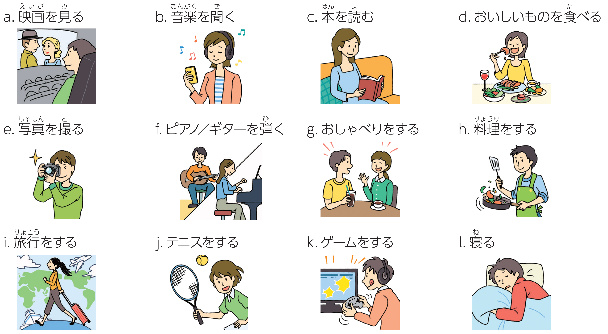 a. 映画を見る
b. 音楽を聞く
c. 本を読む
d. おいしいものを食べる
e. 写真を撮る
f. ピアノ／ギターを弾く
g. おしゃべりをする
h. 料理をする
i. 旅行をする
j. テニスをする
k. ゲームをする
l. 寝る